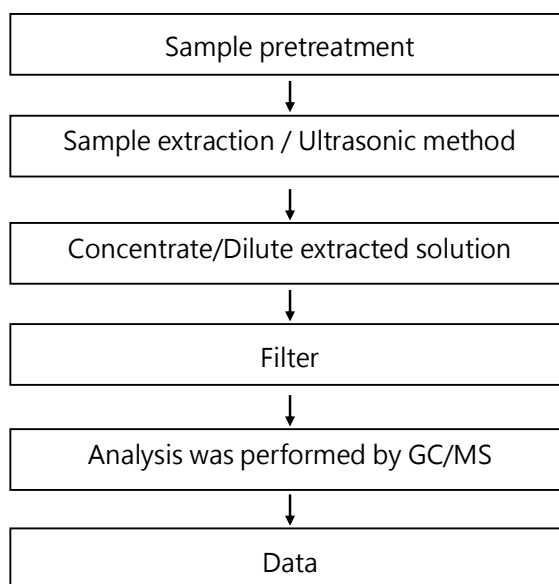 Sample pretreatment
Sample extraction / Ultrasonic method
Concentrate/Dilute extracted solution
Filter
Analysis was performed by GC/MS
Data